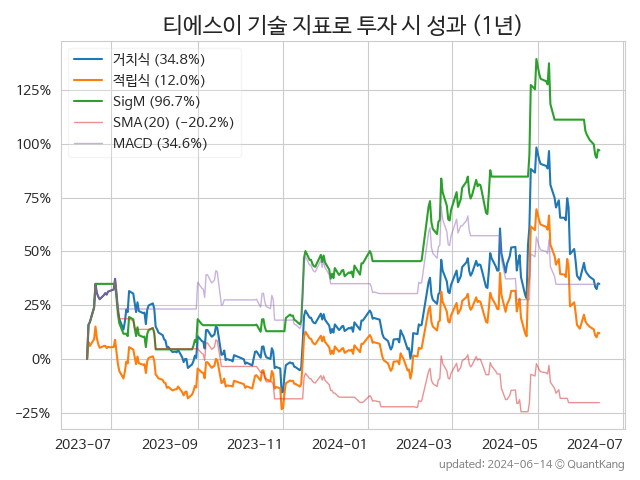 티에스이 기술 지표로 투자 시 성과 (1년)
거치식 (34.8%)
적립식 (12.0%)
SigM (96.7%)
SMA(20) (−20.2%)
MACD (34.6%)
125%
100%
75%
50%
25%
0%
−25%
2023-07 2023-09 2023-11 2024-01 2024-03 2024-05 2024-07
updated: 2024-06-14 © QuantKang